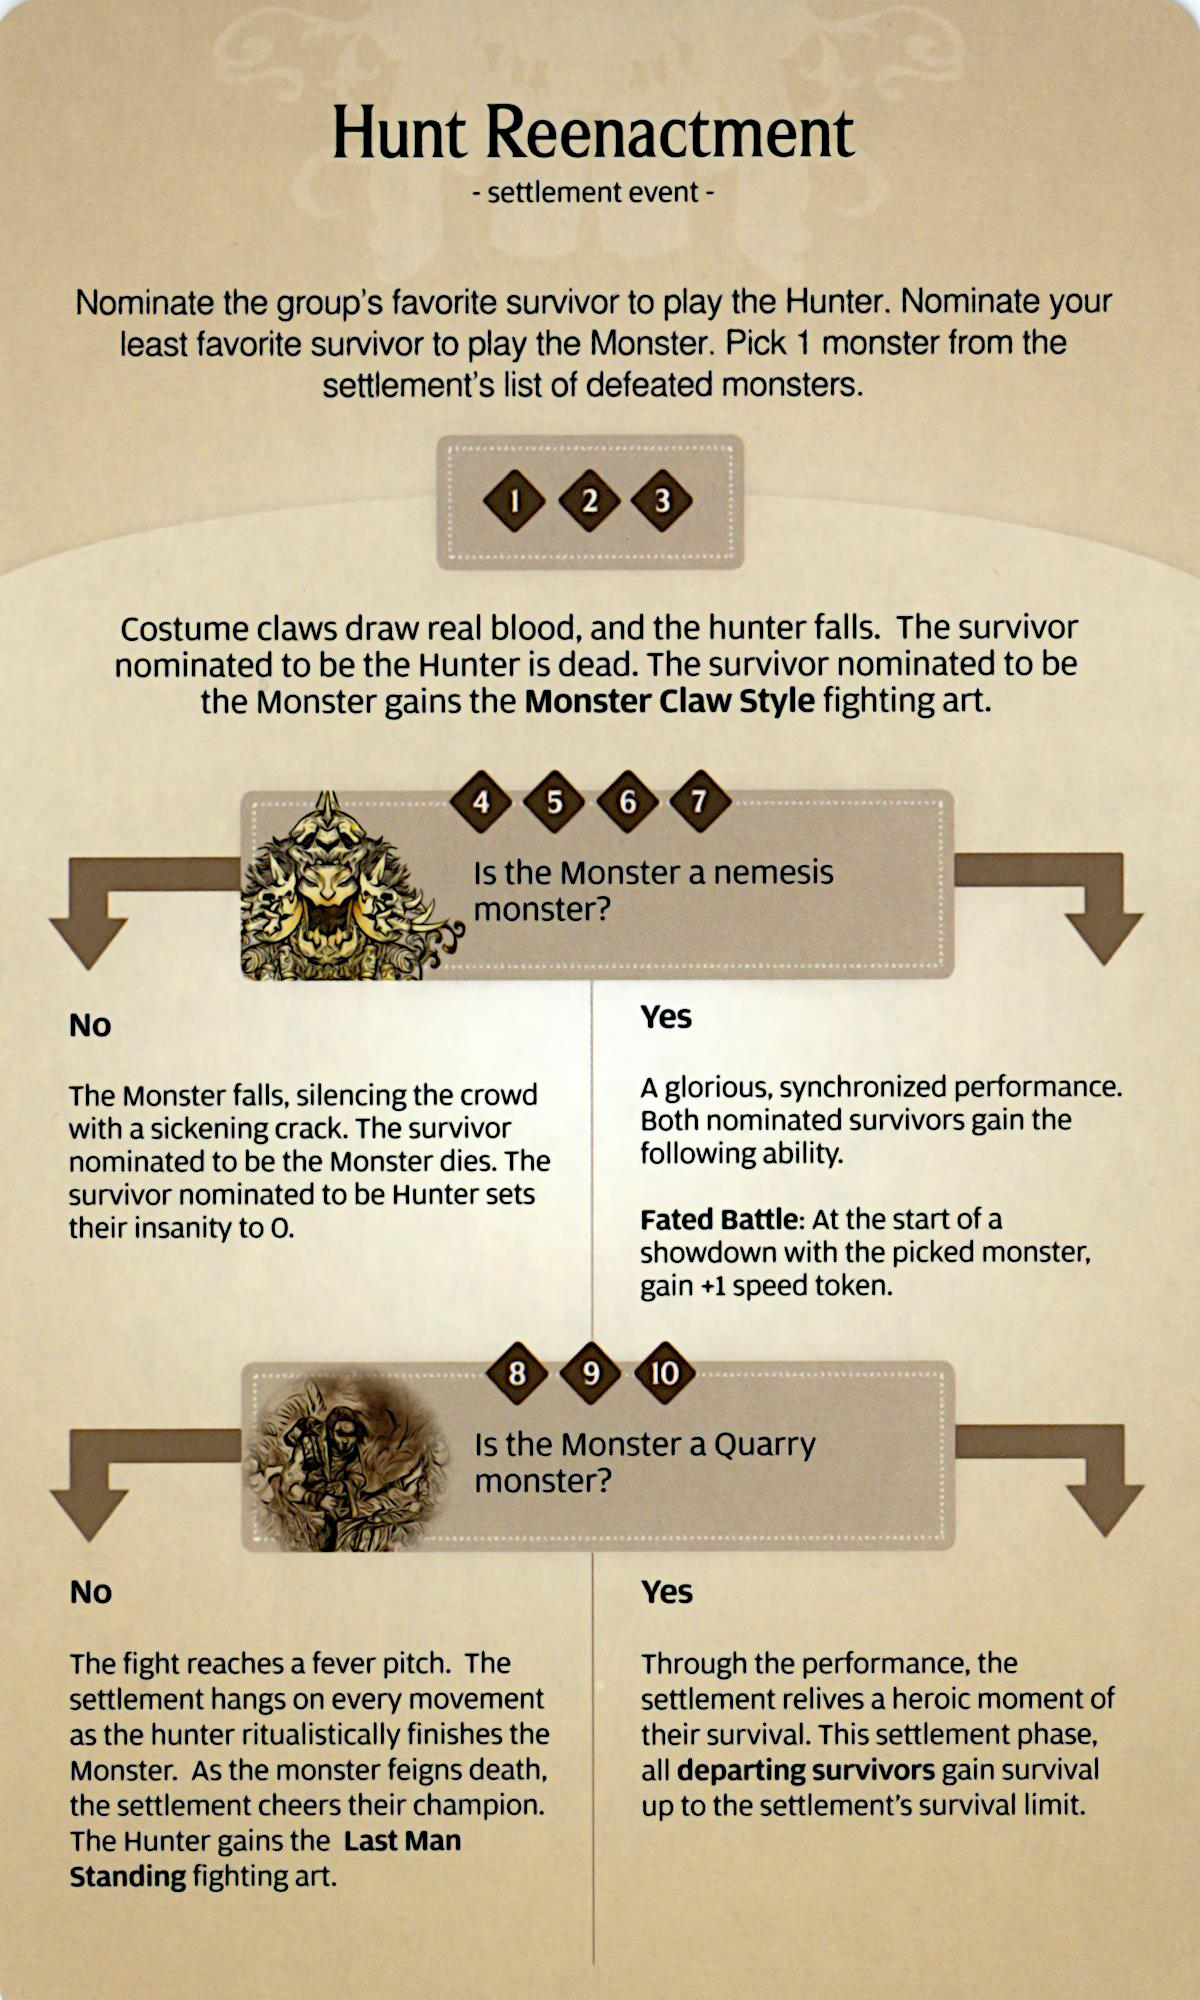 Hunt Reenactment
- settlement event -
Nominate the group's favorite survivor to play the Hunter. Nominate your
least favorite survivor to play the Monster. Pick 1 monster from the
settlement's list of defeated monsters.
1 2 3
Costume claws draw real blood, and the hunter falls.  The survivor
nominated to be the Hunter is dead. The survivor nominated to be
the Monster gains the Monster Claw Style fighting art.
4 5 6 7
Is the Monster a nemesis
monster?
No
The Monster falls, silencing the crowd
with a sickening crack. The survivor
nominated to be the Monster dies. The
survivor nominated to be Hunter sets
their insanity to 0.
Yes
A glorious, synchronized performance.
Both nominated survivors gain the
following ability.
Fated Battle: At the start of a
showdown with the picked monster,
gain +1 speed token.
8 9 10
Is the Monster a Quarry
monster?
No
The fight reaches a fever pitch.  The
settlement hangs on every movement
as the hunter ritualistically finishes the
Monster.  As the monster feigns death,
the settlement cheers their champion.
The Hunter gains the  Last Man
Standing fighting art.
Yes
Through the performance, the
settlement relives a heroic moment of
their survival. This settlement phase,
all departing survivors gain survival
up to the settlement's survival limit.